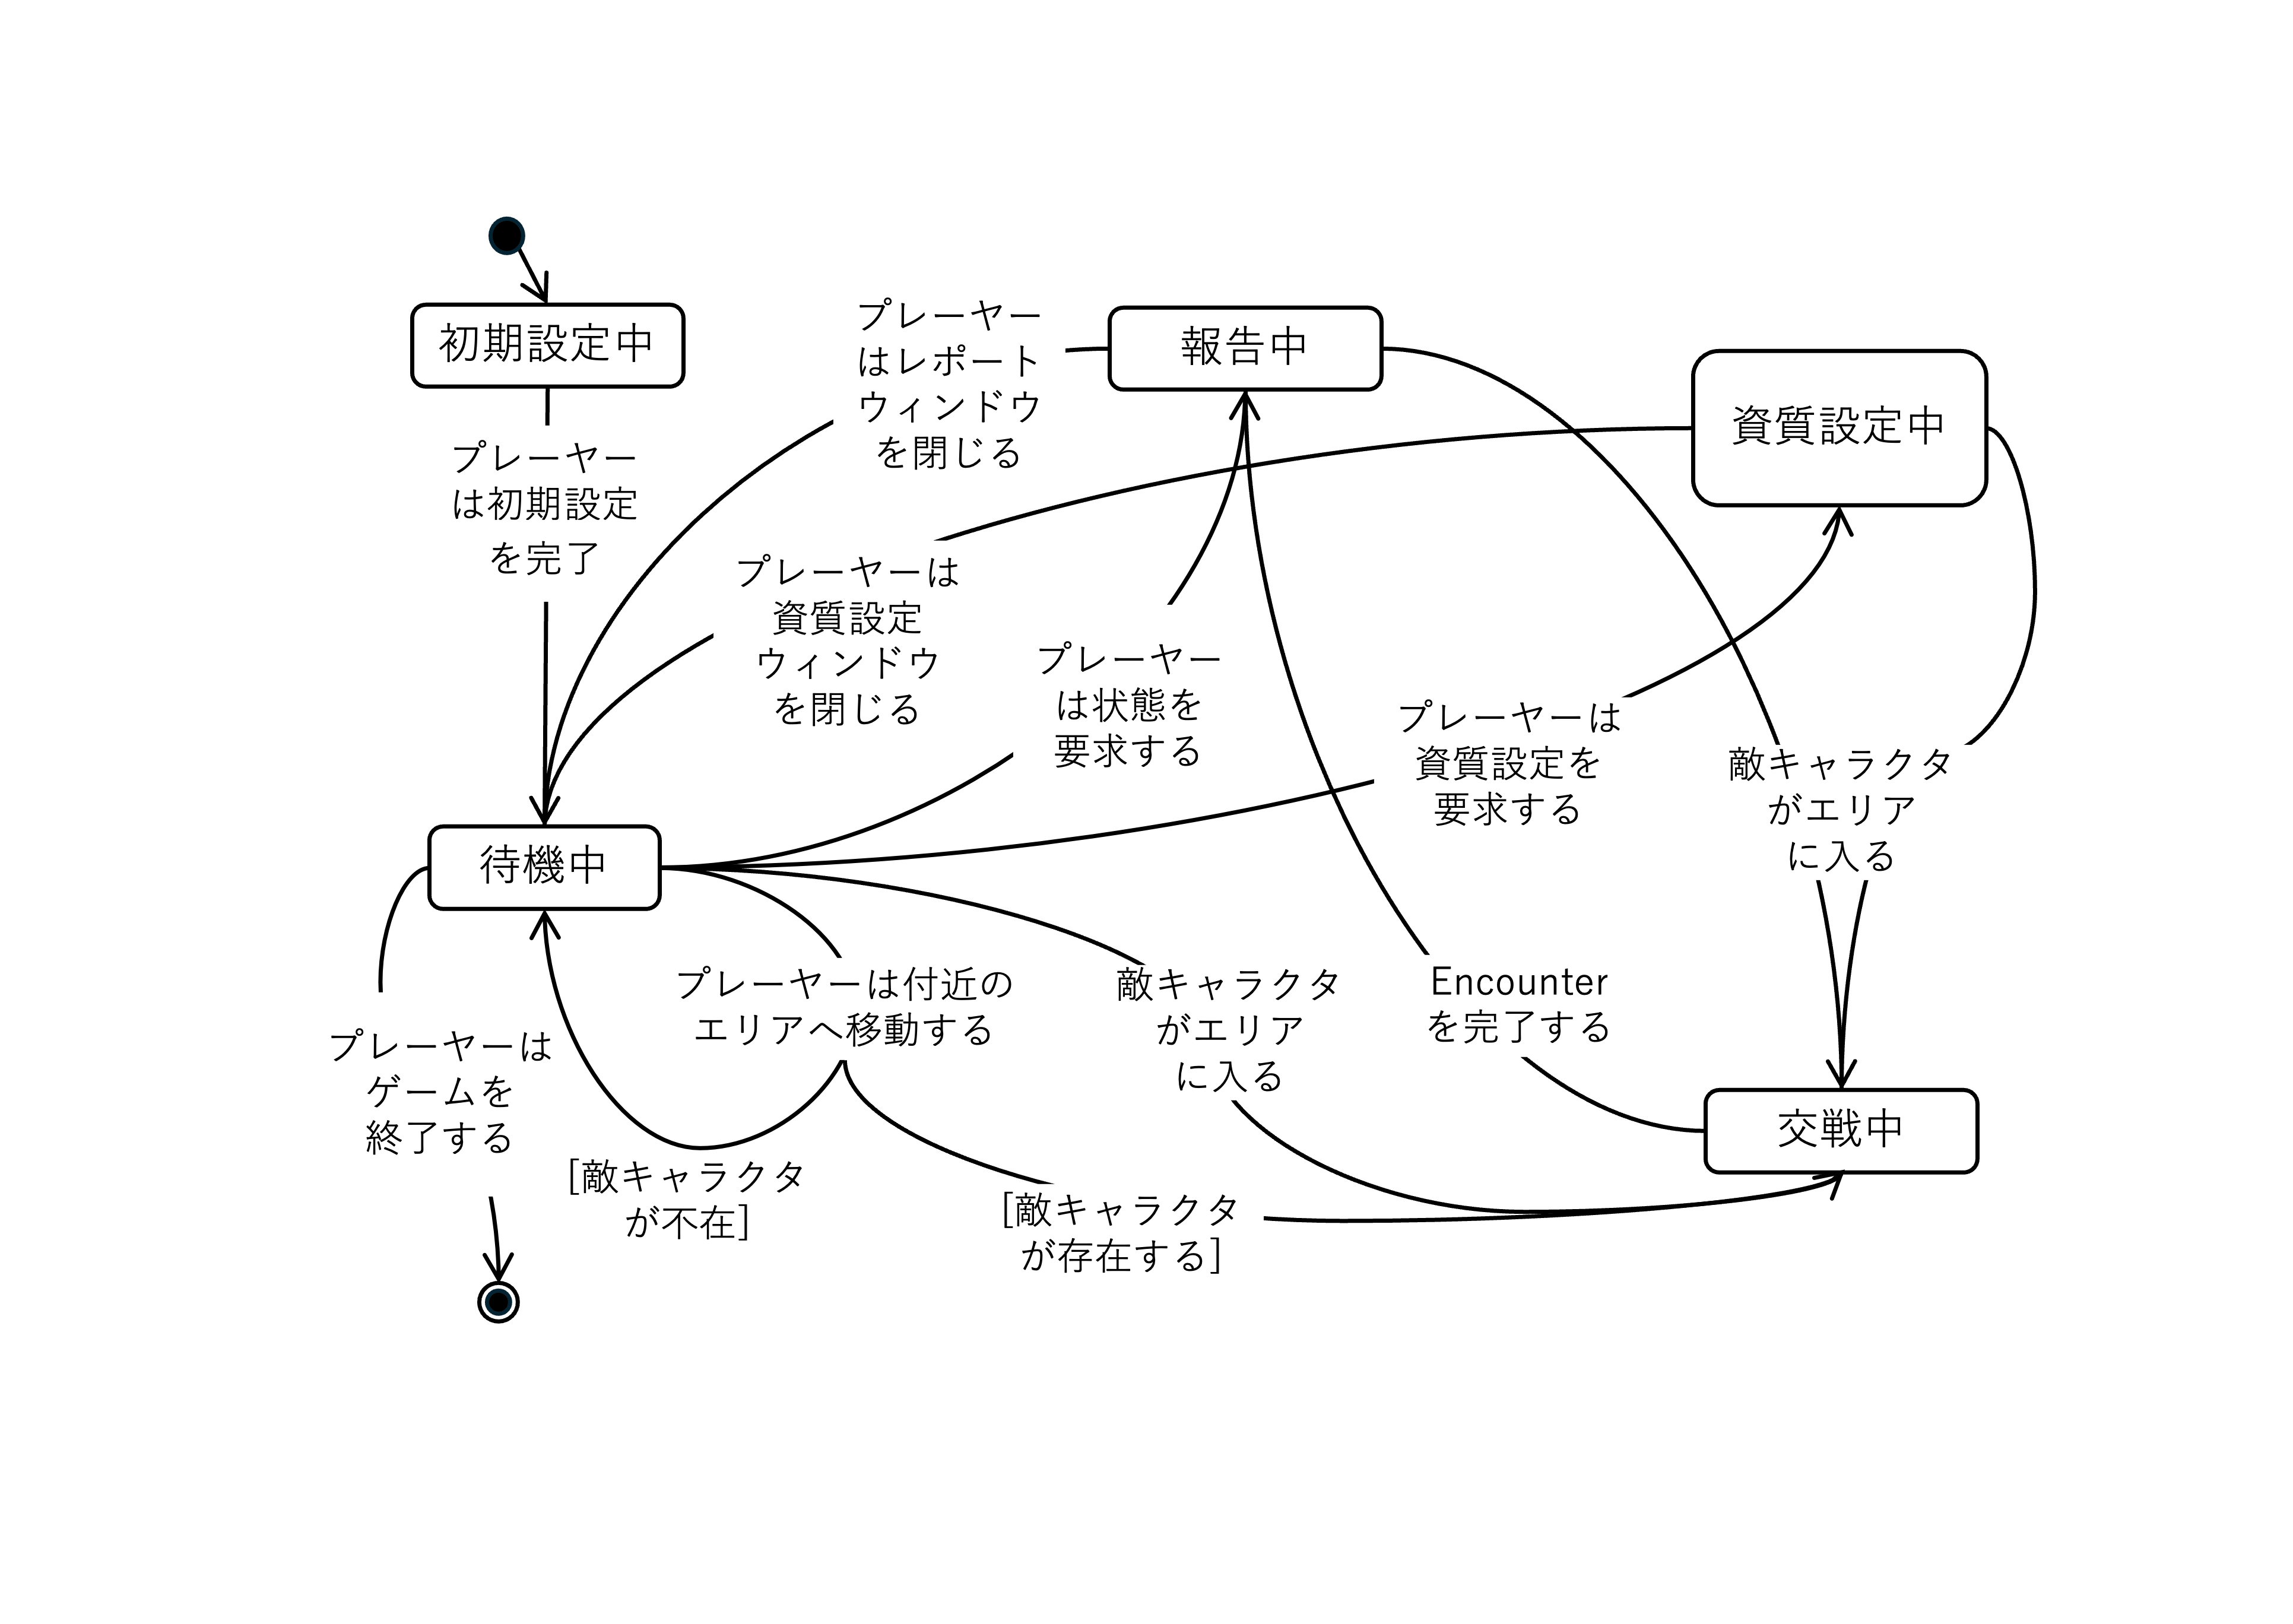 初期設定中
プレーヤー
は初期設定
を完了
プレーヤー
はレポート
ウィンドウ
を閉じる
報告中
資質設定中
プレーヤーは
資質設定
ウィンドウ
を閉じる
プレーヤー
は状態を
要求する
プレーヤーは
資質設定を
要求する
敵キャラクタ
がエリア
に入る
待機中
プレーヤーは付近の
エリアへ移動する
敵キャラクタ
がエリア
に入る
Encounter
を完了する
プレーヤーは
ゲームを
終了する
交戦中
[敵キャラクタ
が不在]
[敵キャラクタ
が存在する]